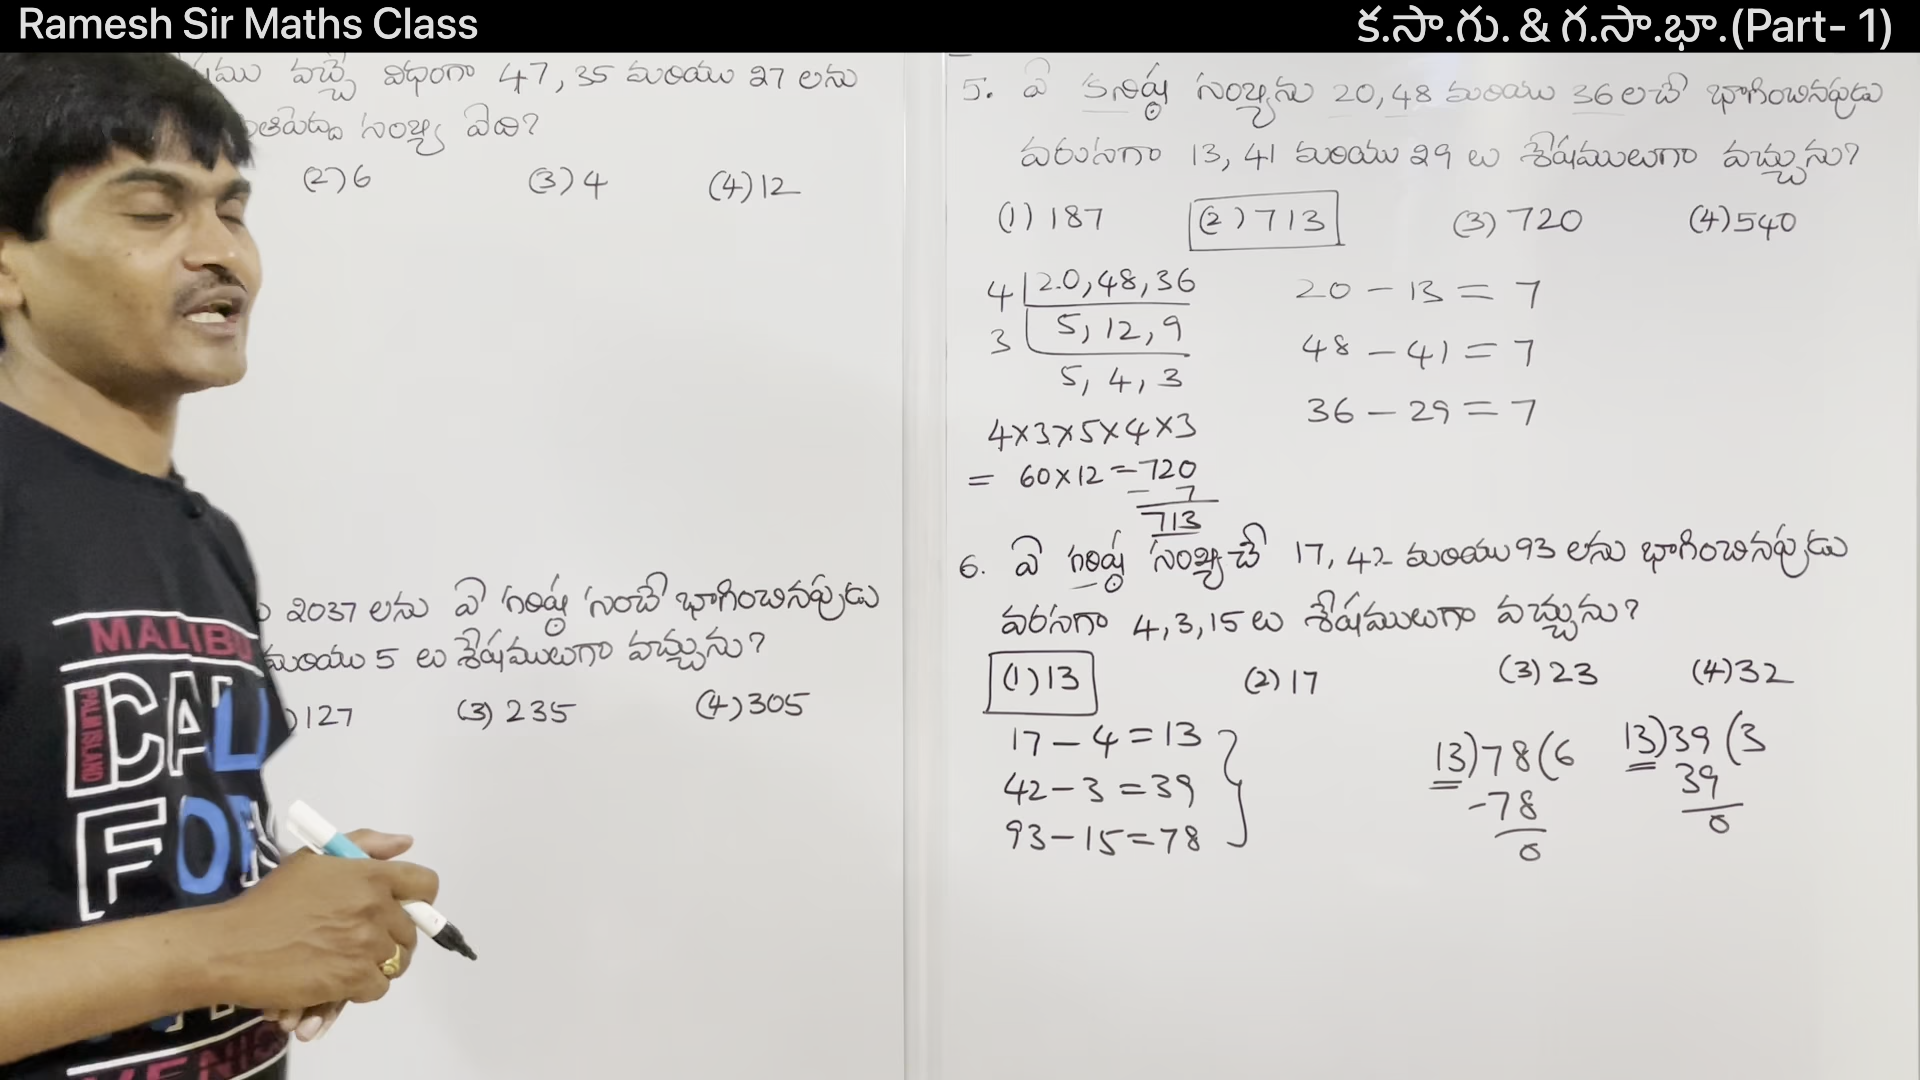 Ramesh Sir Maths Class
క.సా.గు. & గ.సా.భా.(Part- 1)
వచ్చే విధంగా 47, 35 మరియు 27 లను
సంఖ్య ఏది?
(2) 6 (3) 4 (4) 12
2037 లను ఏ గరిష్ఠ సంచే భాగించినపుడు
మరియు 5 లు శేషములుగా వచ్చును?
)127 (3) 235 (4) 305
5. ఏ కనిష్ఠ సంఖ్యను 20, 48 మరియు 36 లచే భాగించినపుడు
వరుసగా 13, 41 మరియు 29 లు శేషములుగా వచ్చును?
(1) 187 (2) 713 (3) 720 (4) 540
4 20, 48, 36
3 5, 12, 9
5, 4, 3
4×3×5×4×3
= 60×12 = 720
- 7
713
20 - 13 = 7
48 - 41 = 7
36 - 29 = 7
6. ఏ గరిష్ఠ సంఖ్యచే 17, 42 మరియు 93 లను భాగించినపుడు
వరసగా 4, 3, 15 లు శేషములుగా వచ్చును?
(1) 13 (2) 17 (3) 23 (4) 32
17 - 4 = 13
42 - 3 = 39
93 - 15 = 78
13)78(6
-78
0
13)39(3
39
0
MALIBU
PALM ISLAND
CALI
FOR
VENIC